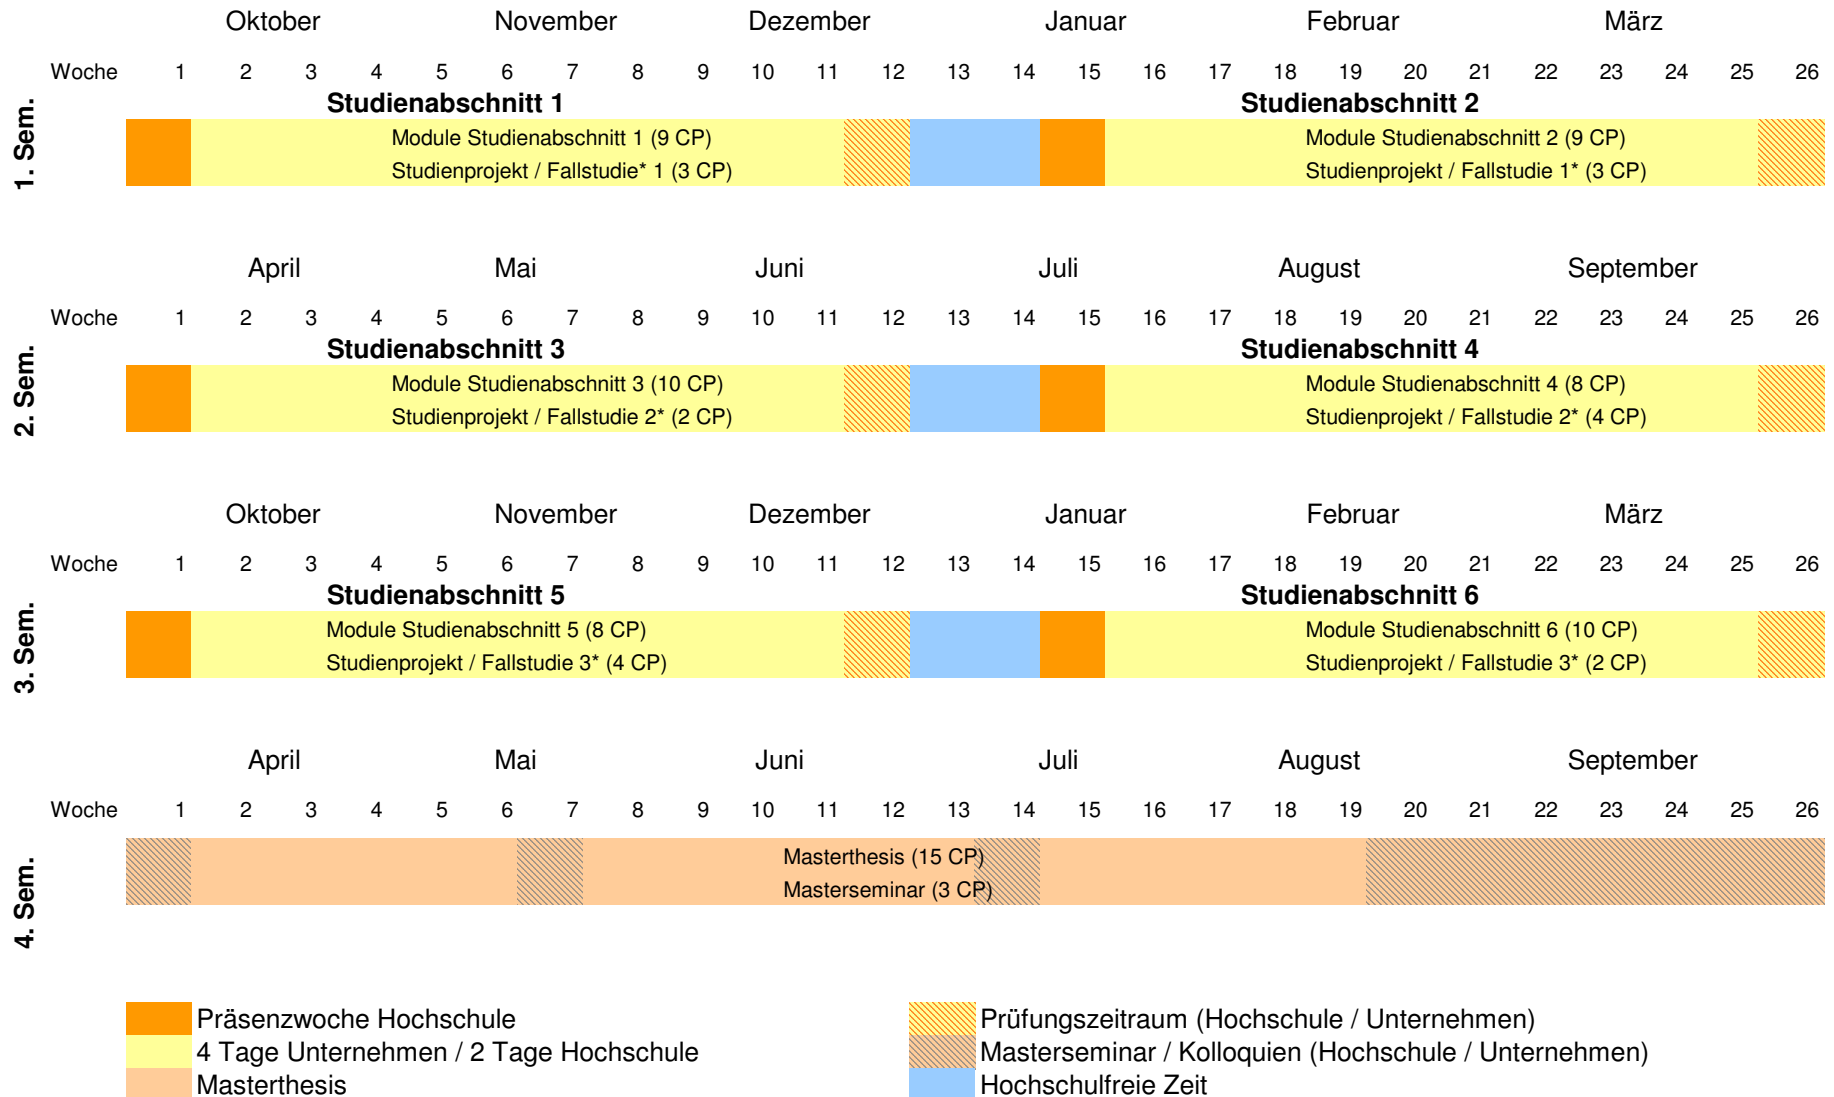 Oktober November Dezember Januar Februar März
Woche 1 2 3 4 5 6 7 8 9 10 11 12 13 14 15 16 17 18 19 20 21 22 23 24 25 26
1. Sem.
Studienabschnitt 1 Studienabschnitt 2
Module Studienabschnitt 1 (9 CP) Module Studienabschnitt 2 (9 CP)
Studienprojekt / Fallstudie* 1 (3 CP) Studienprojekt / Fallstudie 1* (3 CP)
April Mai Juni Juli August September
Woche 1 2 3 4 5 6 7 8 9 10 11 12 13 14 15 16 17 18 19 20 21 22 23 24 25 26
2. Sem.
Studienabschnitt 3 Studienabschnitt 4
Module Studienabschnitt 3 (10 CP) Module Studienabschnitt 4 (8 CP)
Studienprojekt / Fallstudie 2* (2 CP) Studienprojekt / Fallstudie 2* (4 CP)
Oktober November Dezember Januar Februar März
Woche 1 2 3 4 5 6 7 8 9 10 11 12 13 14 15 16 17 18 19 20 21 22 23 24 25 26
3. Sem.
Studienabschnitt 5 Studienabschnitt 6
Module Studienabschnitt 5 (8 CP) Module Studienabschnitt 6 (10 CP)
Studienprojekt / Fallstudie 3* (4 CP) Studienprojekt / Fallstudie 3* (2 CP)
April Mai Juni Juli August September
Woche 1 2 3 4 5 6 7 8 9 10 11 12 13 14 15 16 17 18 19 20 21 22 23 24 25 26
4. Sem.
Masterthesis (15 CP)
Masterseminar (3 CP)
Präsenzwoche Hochschule
4 Tage Unternehmen / 2 Tage Hochschule
Masterthesis
Prüfungszeitraum (Hochschule / Unternehmen)
Masterseminar / Kolloquien (Hochschule / Unternehmen)
Hochschulfreie Zeit